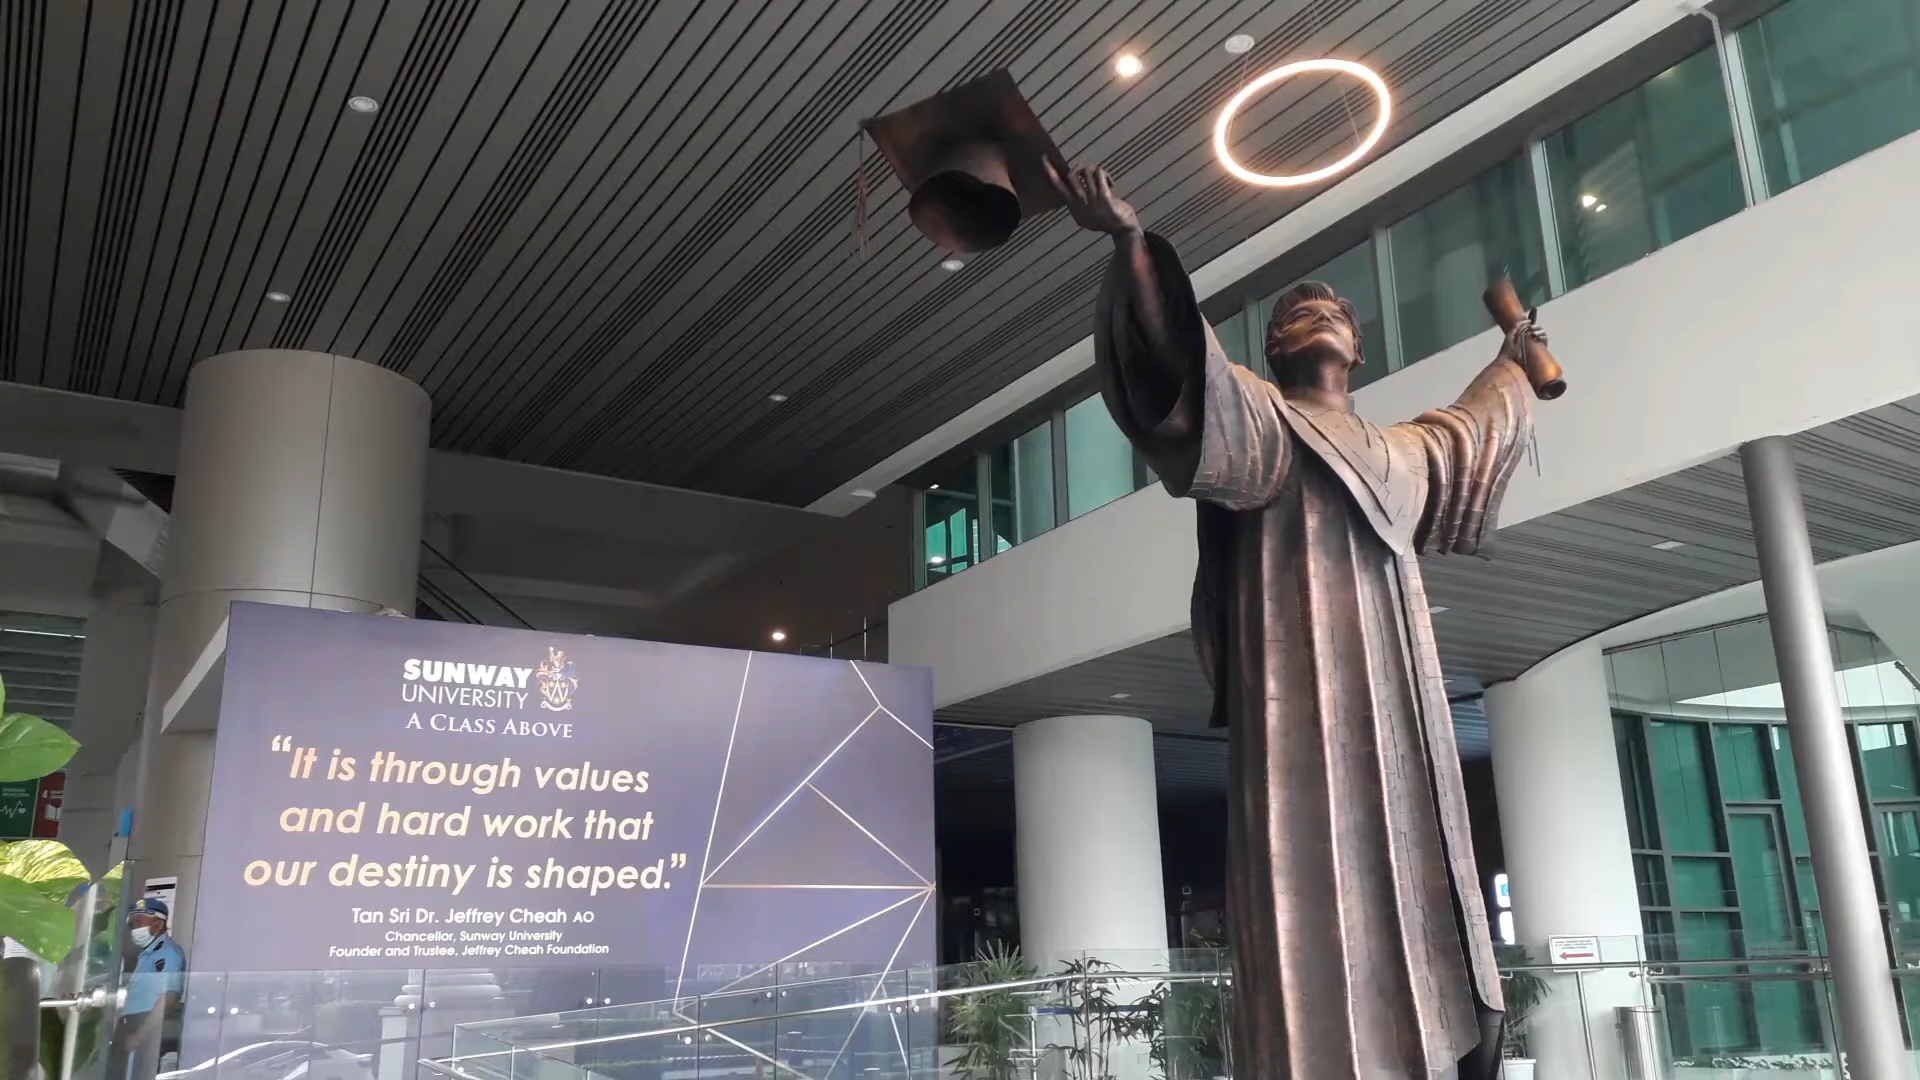 SUNWAY
UNIVERSITY
A CLASS ABOVE
“It is through values
and hard work that
our destiny is shaped.”
Tan Sri Dr. Jeffrey Cheah AO
Chancellor, Sunway University
Founder and Trustee, Jeffrey Cheah Foundation